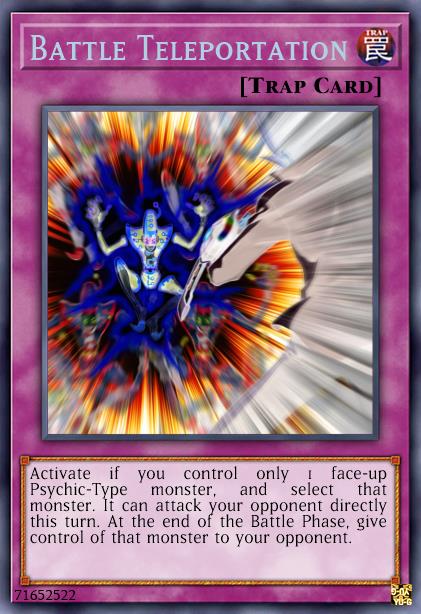 BATTLE TELEPORTATION
TRAP
罠
[TRAP CARD]
Activate if you control only 1 face-up
Psychic-Type monster, and select that
monster. It can attack your opponent directly
this turn. At the end of the Battle Phase, give
control of that monster to your opponent.
71652522